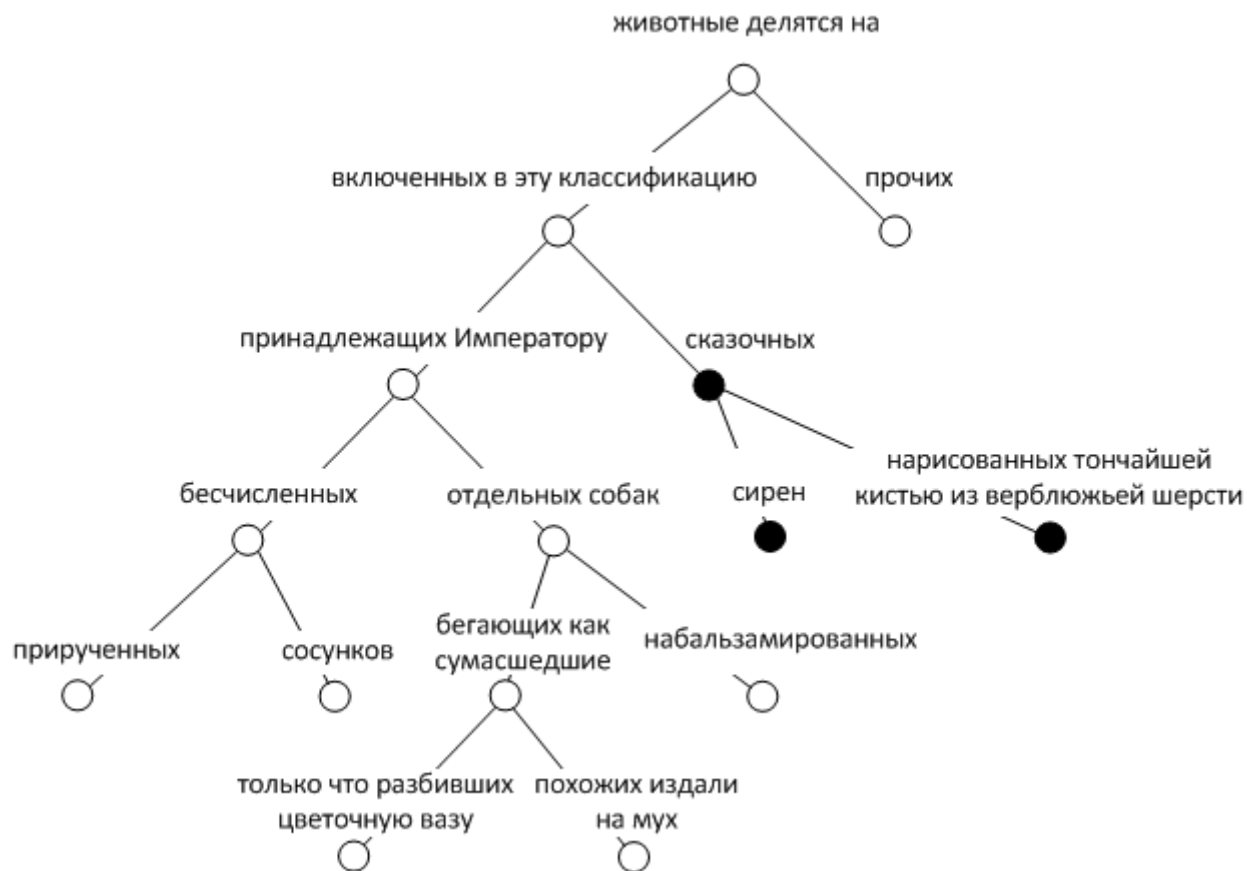 животные делятся на
включенных в эту классификацию
прочих
принадлежащих Императору
сказочных
бесчисленных
отдельных собак
сирен
нарисованных тончайшей
кистью из верблюжьей шерсти
прирученных
сосунков
бегающих как
сумасшедшие
набальзамированных
только что разбивших
цветочную вазу
похожих издали
на мух